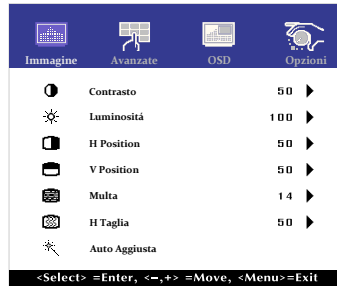 Immagine Avanzate OSD Opzioni
Contrasto 50
Luminositá 100
H Position 50
V Position 50
Multa 14
H Taglia 50
Auto Aggiusta
<Select> =Enter, <–,+> =Move, <Menu>=Exit